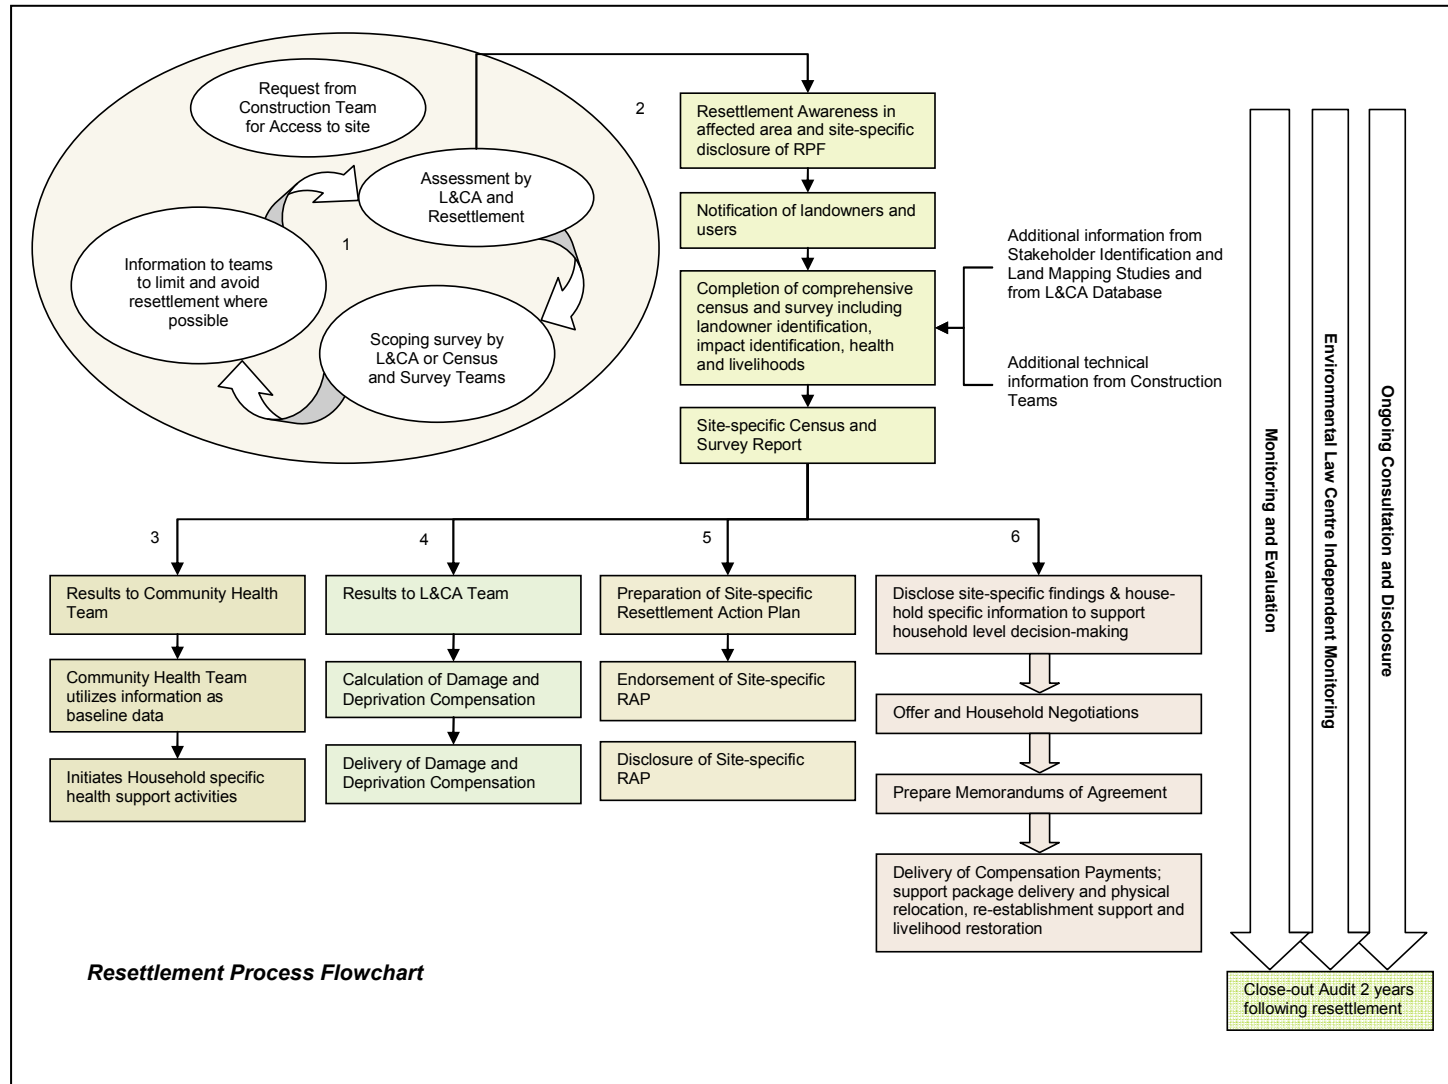 Request from
Construction Team
for Access to site
Assessment by
L&CA and
Resettlement
1
Information to teams
to limit and avoid
resettlement where
possible
Scoping survey by
L&CA or Census
and Survey Teams
2
Resettlement Awareness in
affected area and site-specific
disclosure of RPF
Notification of landowners and
users
Completion of comprehensive
census and survey including
landowner identification,
impact identification, health
and livelihoods
Site-specific Census and
Survey Report
Additional information from
Stakeholder Identification and
Land Mapping Studies and
from L&CA Database
Additional technical
information from Construction
Teams
3
Results to Community Health
Team
Community Health Team
utilizes information as
baseline data
Initiates Household specific
health support activities
4
Results to L&CA Team
Calculation of Damage and
Deprivation Compensation
Delivery of Damage and
Deprivation Compensation
5
Preparation of Site-specific
Resettlement Action Plan
Endorsement of Site-specific
RAP
Disclosure of Site-specific
RAP
6
Disclose site-specific findings & house-
hold specific information to support
household level decision-making
Offer and Household Negotiations
Prepare Memorandums of Agreement
Delivery of Compensation Payments;
support package delivery and physical
relocation, re-establishment support and
livelihood restoration
Monitoring and Evaluation
Environmental Law Centre Independent Monitoring
Ongoing Consultation and Disclosure
Close-out Audit 2 years
following resettlement
Resettlement Process Flowchart